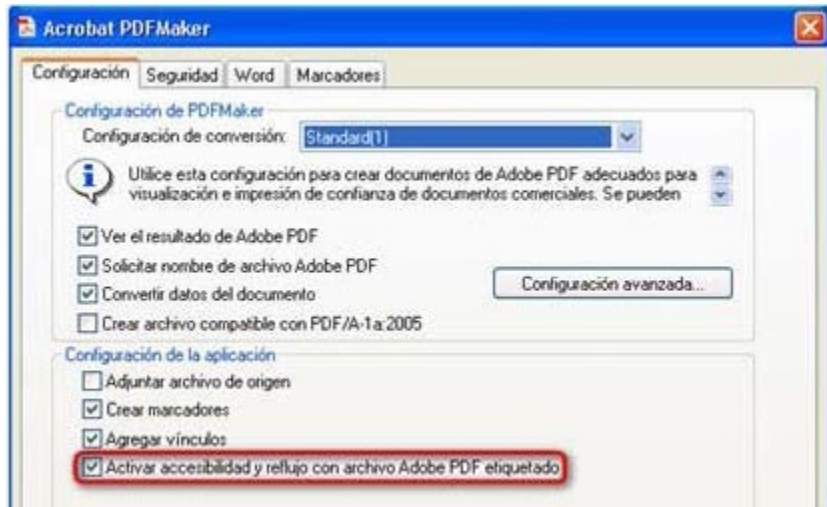 Acrobat PDFMaker
Configuración Seguridad Word Marcadores
Configuración de PDFMaker
Configuración de conversión: Standard(1)
Utilice esta configuración para crear documentos de Adobe PDF adecuados para
visualización e impresión de confianza de documentos comerciales. Se pueden
Ver el resultado de Adobe PDF
Solicitar nombre de archivo Adobe PDF
Convertir datos del documento
Configuración avanzada...
Crear archivo compatible con PDF/A-1a:2005
Configuración de la aplicación
Adjuntar archivo de origen
Crear marcadores
Agregar vínculos
Activar accesibilidad y reflujo con archivo Adobe PDF etiquetado